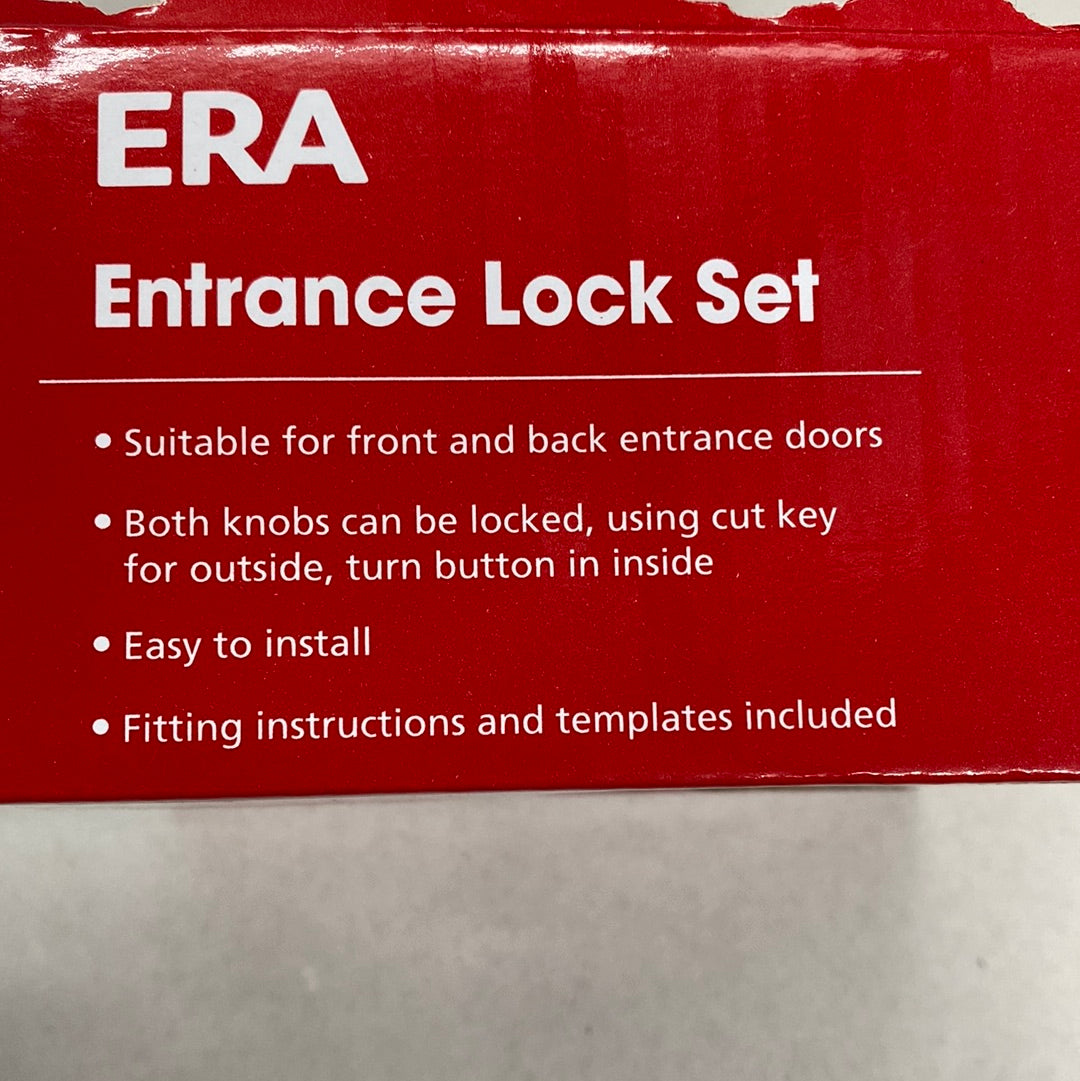 ERA
Entrance Lock Set
• Suitable for front and back entrance doors
• Both knobs can be locked, using cut key
for outside, turn button in inside
• Easy to install
• Fitting instructions and templates included